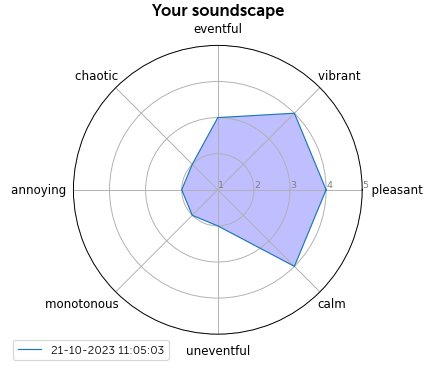 Your soundscape
eventful
chaotic
vibrant
annoying
1 2 3 4 5
pleasant
monotonous
calm
uneventful
21-10-2023 11:05:03